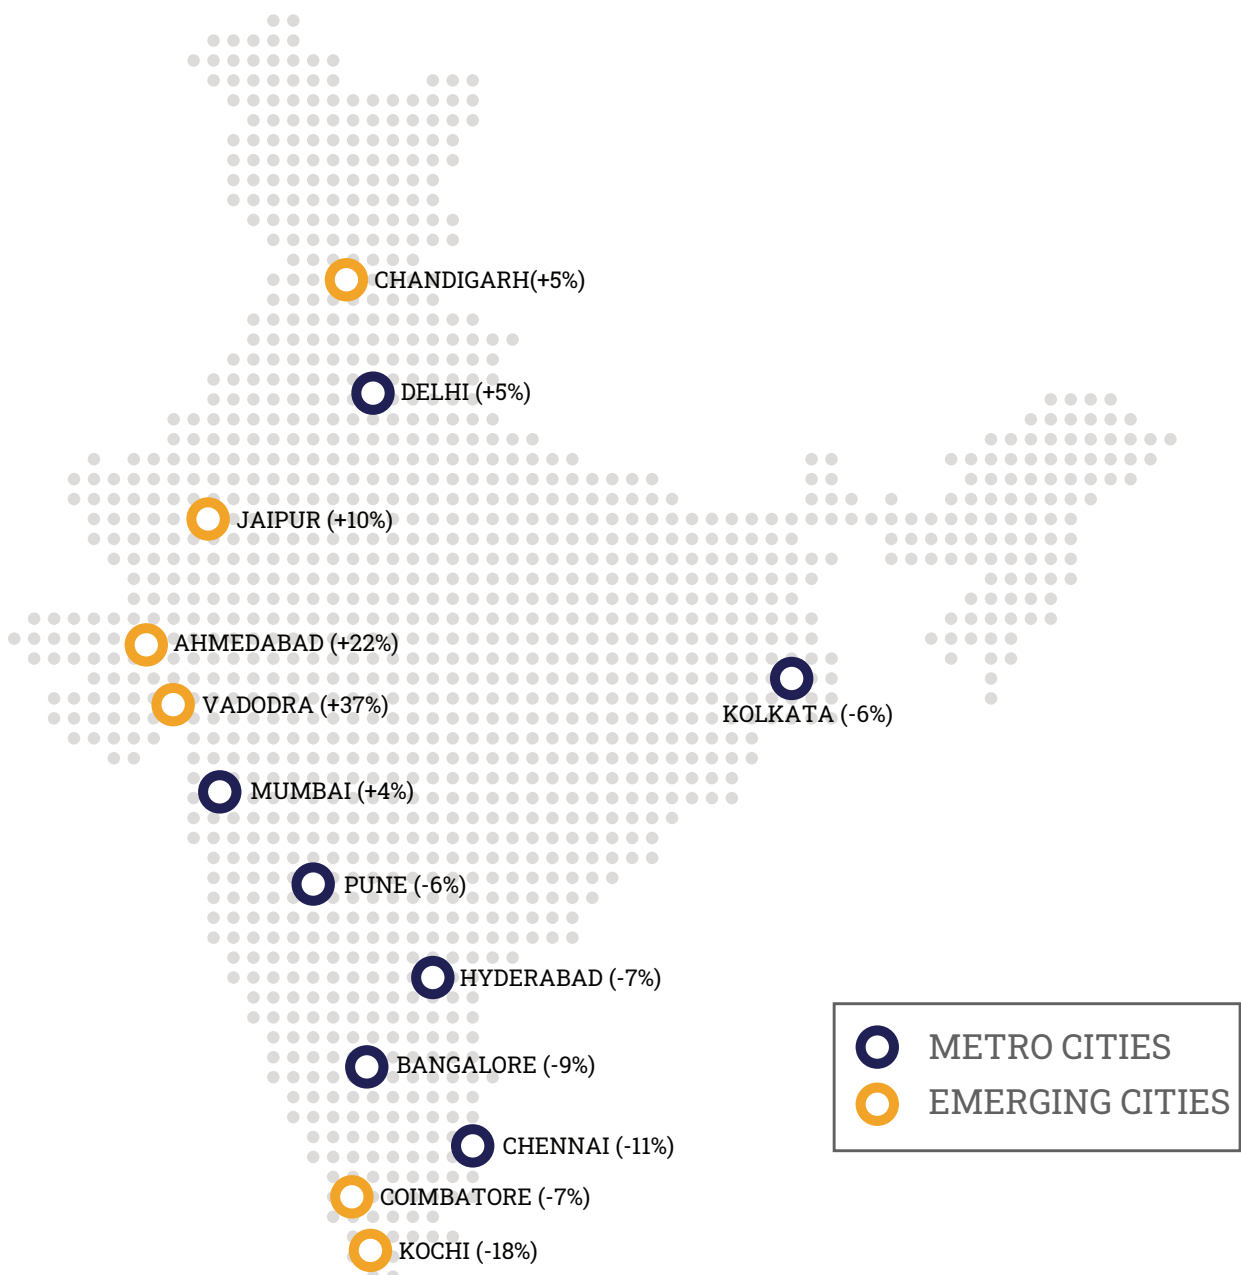 CHANDIGARH(+5%)
DELHI (+5%)
JAIPUR (+10%)
AHMEDABAD (+22%)
VADODRA (+37%)
KOLKATA (-6%)
MUMBAI (+4%)
PUNE (-6%)
HYDERABAD (-7%)
BANGALORE (-9%)
METRO CITIES
EMERGING CITIES
CHENNAI (-11%)
COIMBATORE (-7%)
KOCHI (-18%)